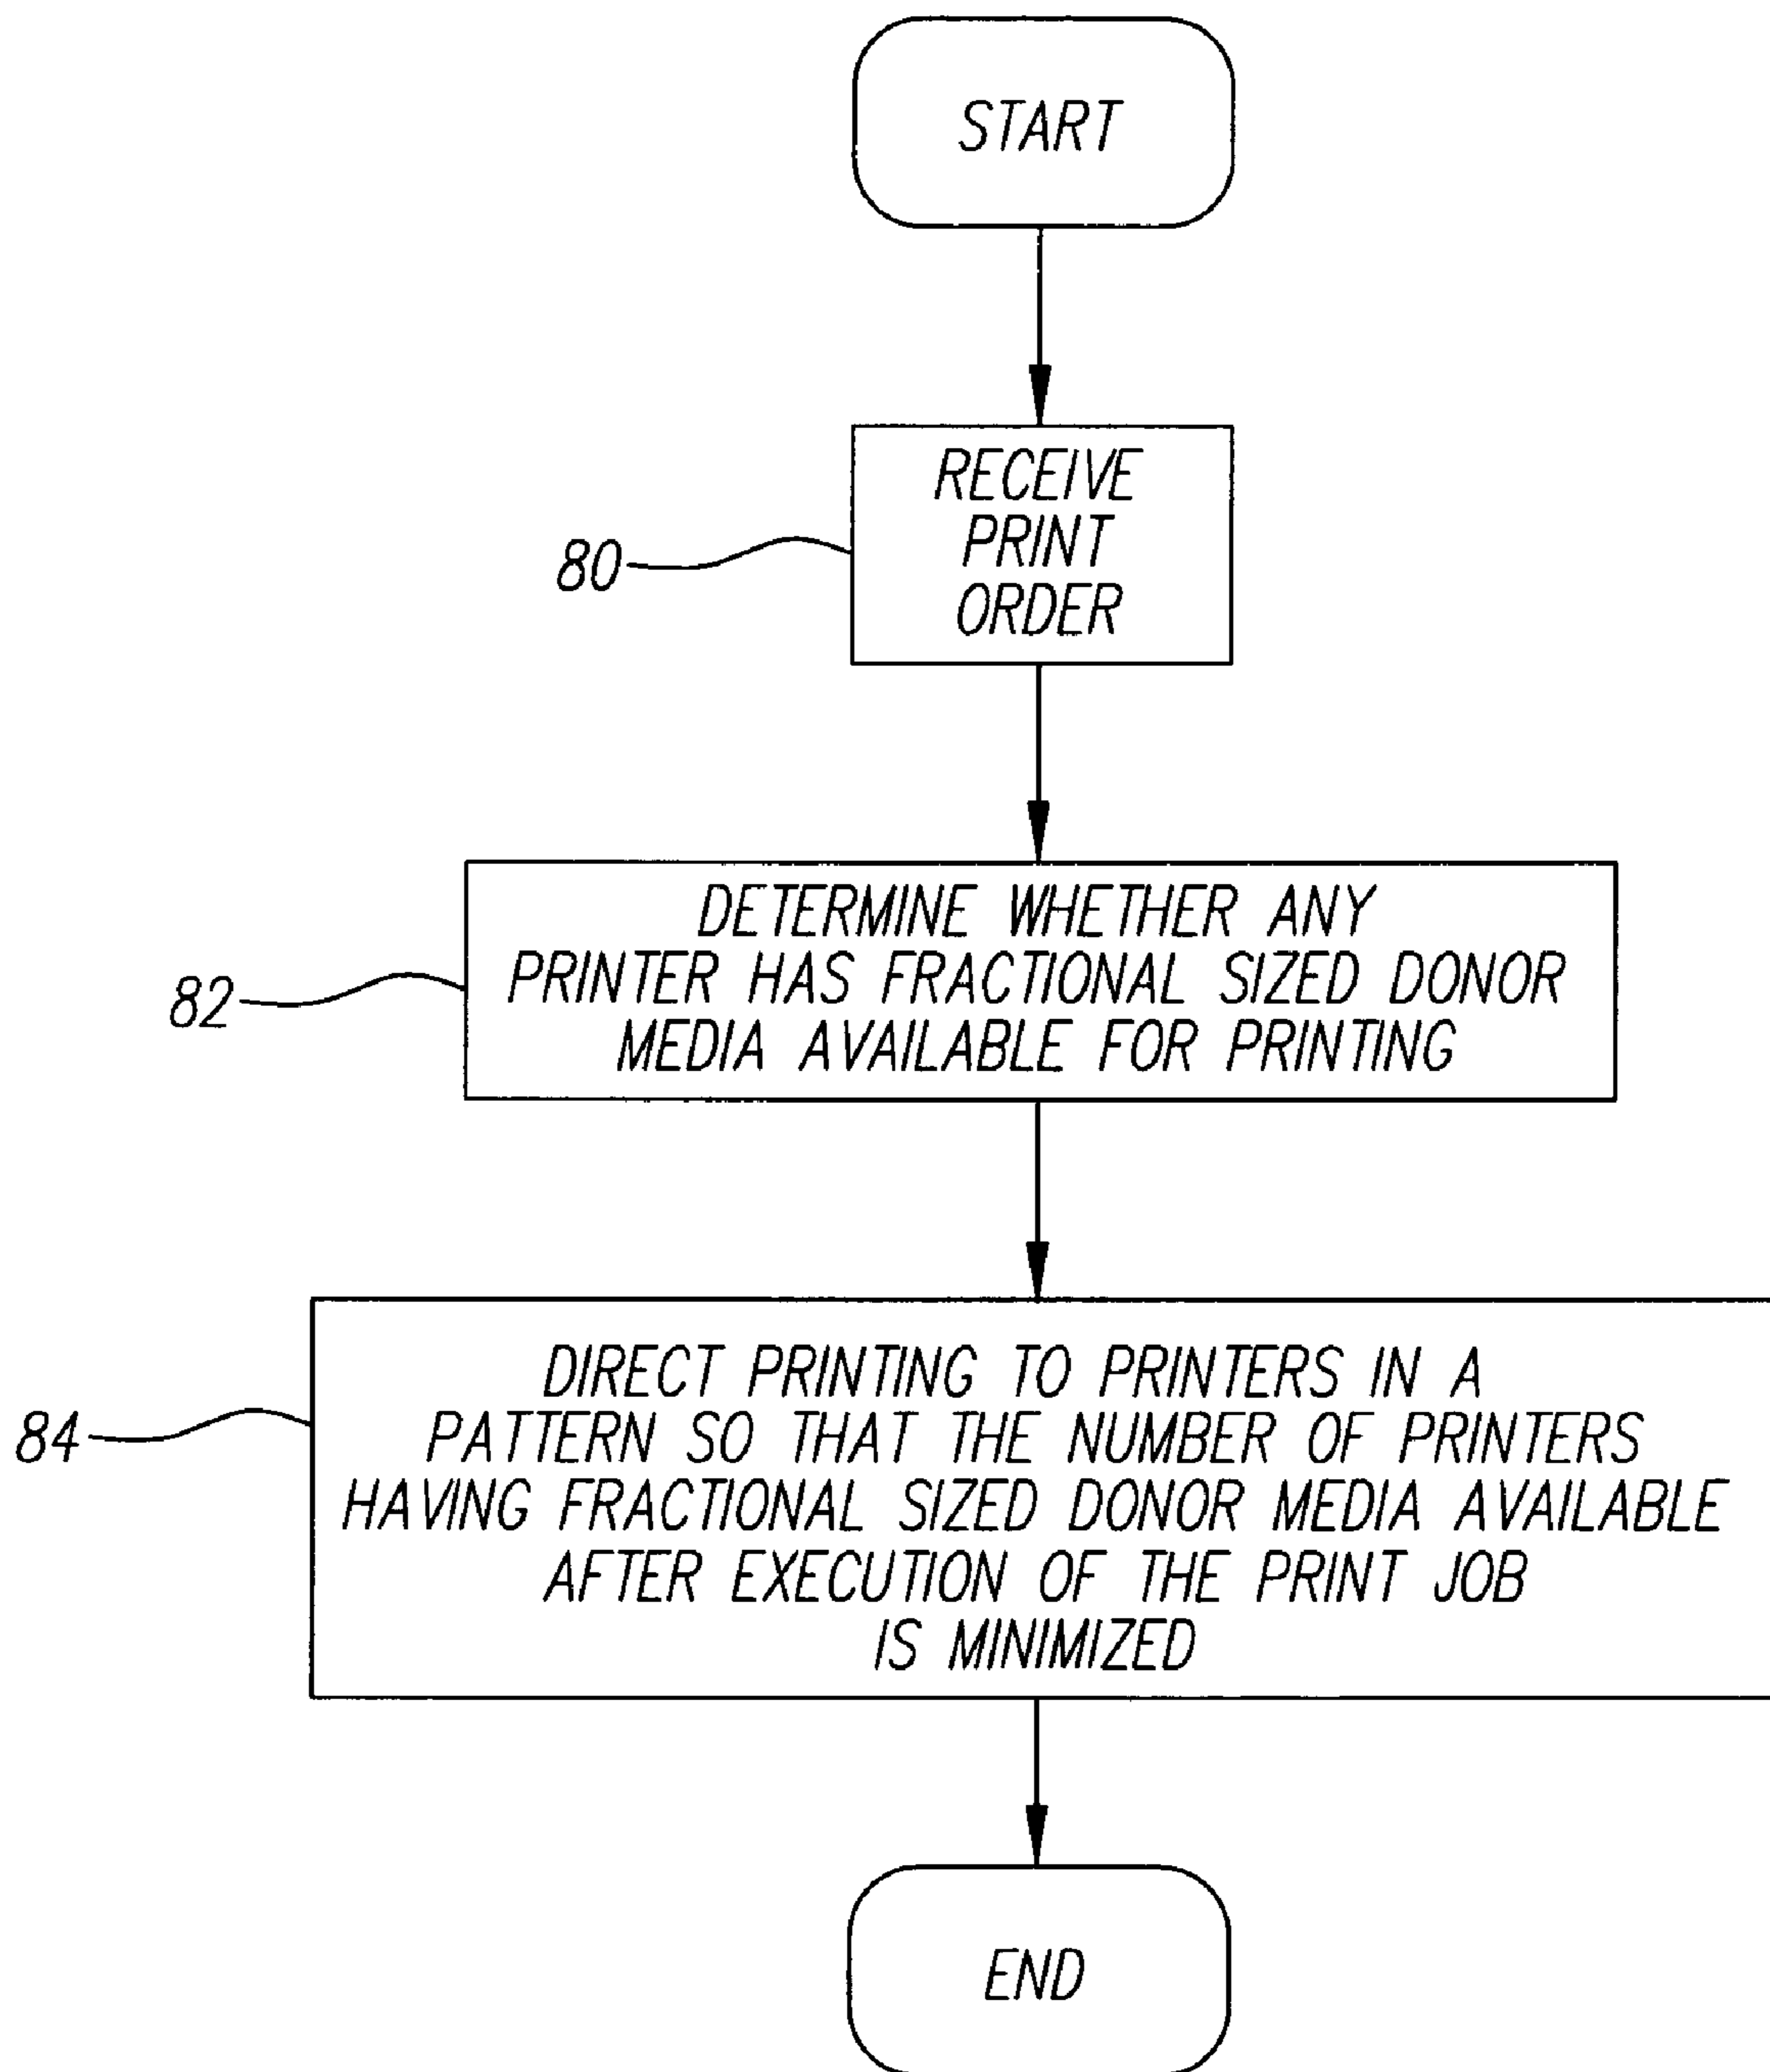 START
RECEIVE
PRINT
ORDER
80
DETERMINE WHETHER ANY
PRINTER HAS FRACTIONAL SIZED DONOR
MEDIA AVAILABLE FOR PRINTING
82
DIRECT PRINTING TO PRINTERS IN A
PATTERN SO THAT THE NUMBER OF PRINTERS
HAVING FRACTIONAL SIZED DONOR MEDIA AVAILABLE
AFTER EXECUTION OF THE PRINT JOB
IS MINIMIZED
84
END